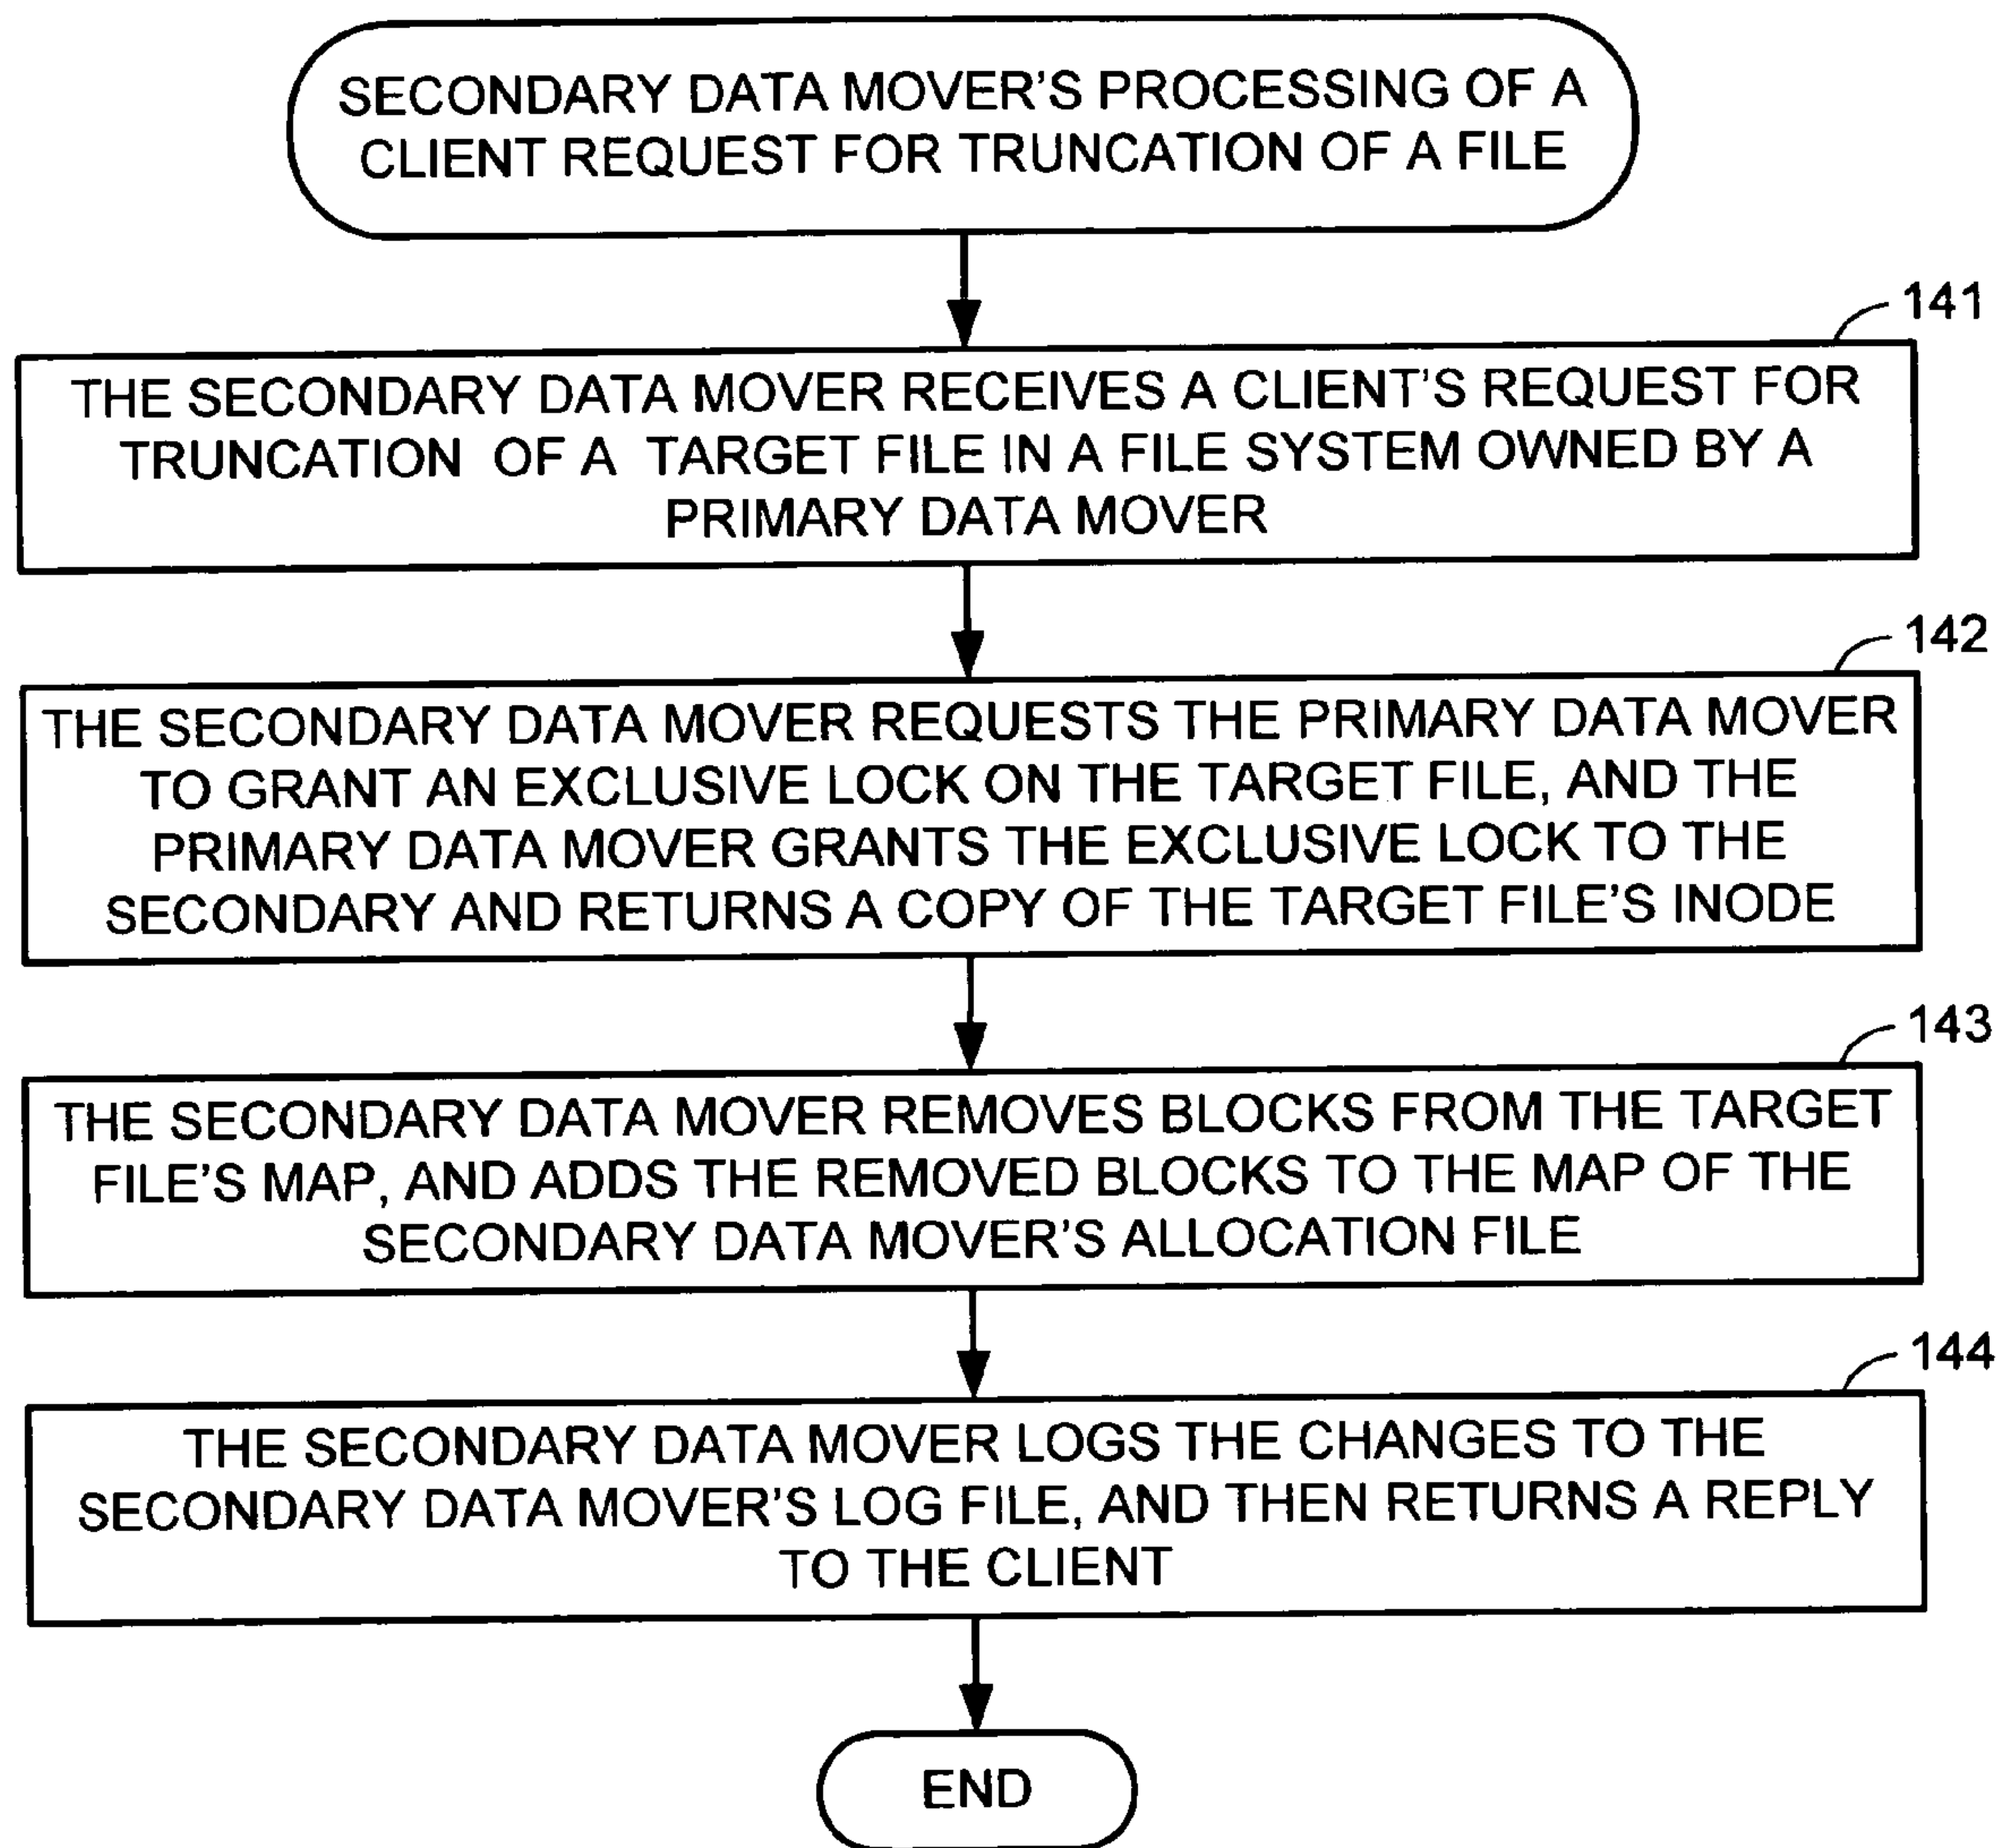 SECONDARY DATA MOVER'S PROCESSING OF A
CLIENT REQUEST FOR TRUNCATION OF A FILE
141
THE SECONDARY DATA MOVER RECEIVES A CLIENT'S REQUEST FOR
TRUNCATION OF A TARGET FILE IN A FILE SYSTEM OWNED BY A
PRIMARY DATA MOVER
142
THE SECONDARY DATA MOVER REQUESTS THE PRIMARY DATA MOVER
TO GRANT AN EXCLUSIVE LOCK ON THE TARGET FILE, AND THE
PRIMARY DATA MOVER GRANTS THE EXCLUSIVE LOCK TO THE
SECONDARY AND RETURNS A COPY OF THE TARGET FILE'S INODE
143
THE SECONDARY DATA MOVER REMOVES BLOCKS FROM THE TARGET
FILE'S MAP, AND ADDS THE REMOVED BLOCKS TO THE MAP OF THE
SECONDARY DATA MOVER'S ALLOCATION FILE
144
THE SECONDARY DATA MOVER LOGS THE CHANGES TO THE
SECONDARY DATA MOVER'S LOG FILE, AND THEN RETURNS A REPLY
TO THE CLIENT
END